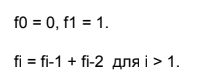 f0 = 0, f1 = 1.
fi = fi-1 + fi-2 для i > 1.